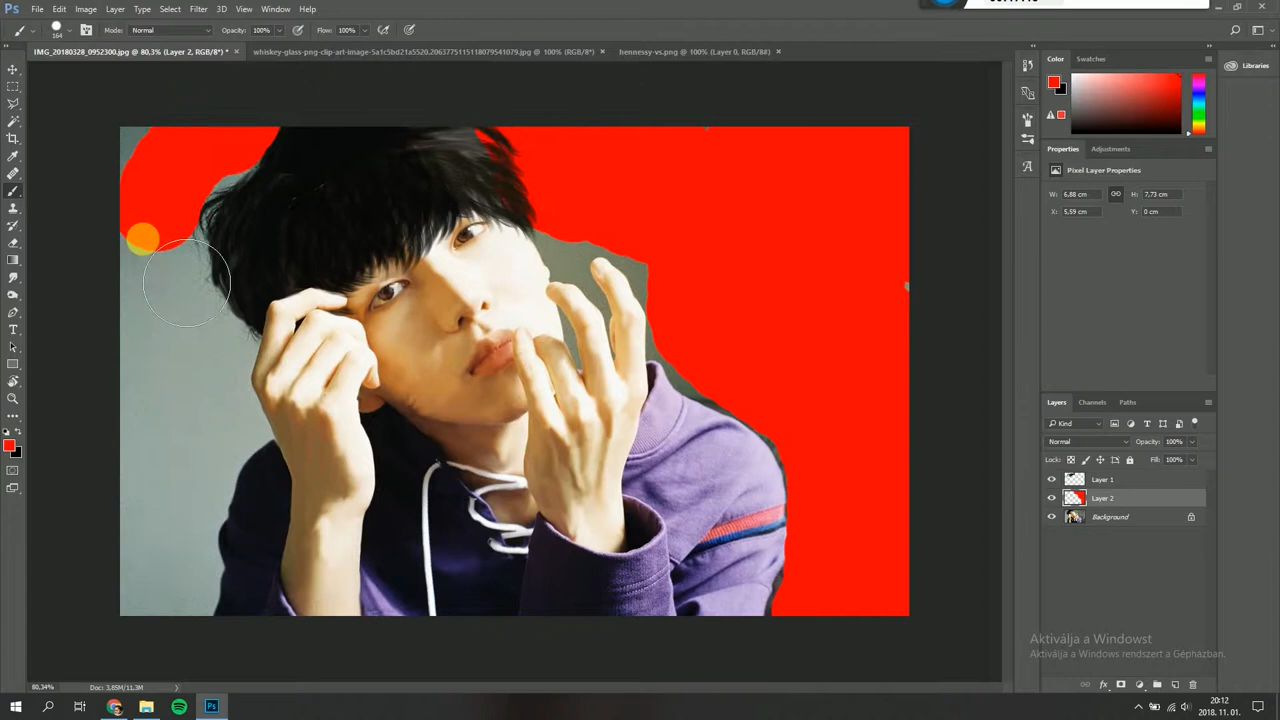 Ps File Edit Image Layer Type Select Filter 3D View Window Help
164 Mode: Normal Opacity: 100% Flow: 100%
IMG_20180328_0952300.jpg @ 80,3% (Layer 2, RGB/8*) * × whiskey-glass-png-clip-art-image-5a1c5bd21a5520.2063775115118079541079.jpg @ 100% (RGB/8*) × hennessy-vs.png @ 100% (Layer 0, RGB/8#) ×
Color Swatches
Libraries
Properties Adjustments
Pixel Layer Properties
W: 6,88 cm H: 7,73 cm
X: 5,59 cm Y: 0 cm
Layers Channels Paths
Kind
Normal Opacity: 100%
Lock: Fill: 100%
Layer 1
Layer 2
Background
Aktiválja a Windowst
Aktiválja a Windows rendszert a Gépházban.
80,34% Doc: 3,85M/11,3M
20:12
2018. 11. 01.